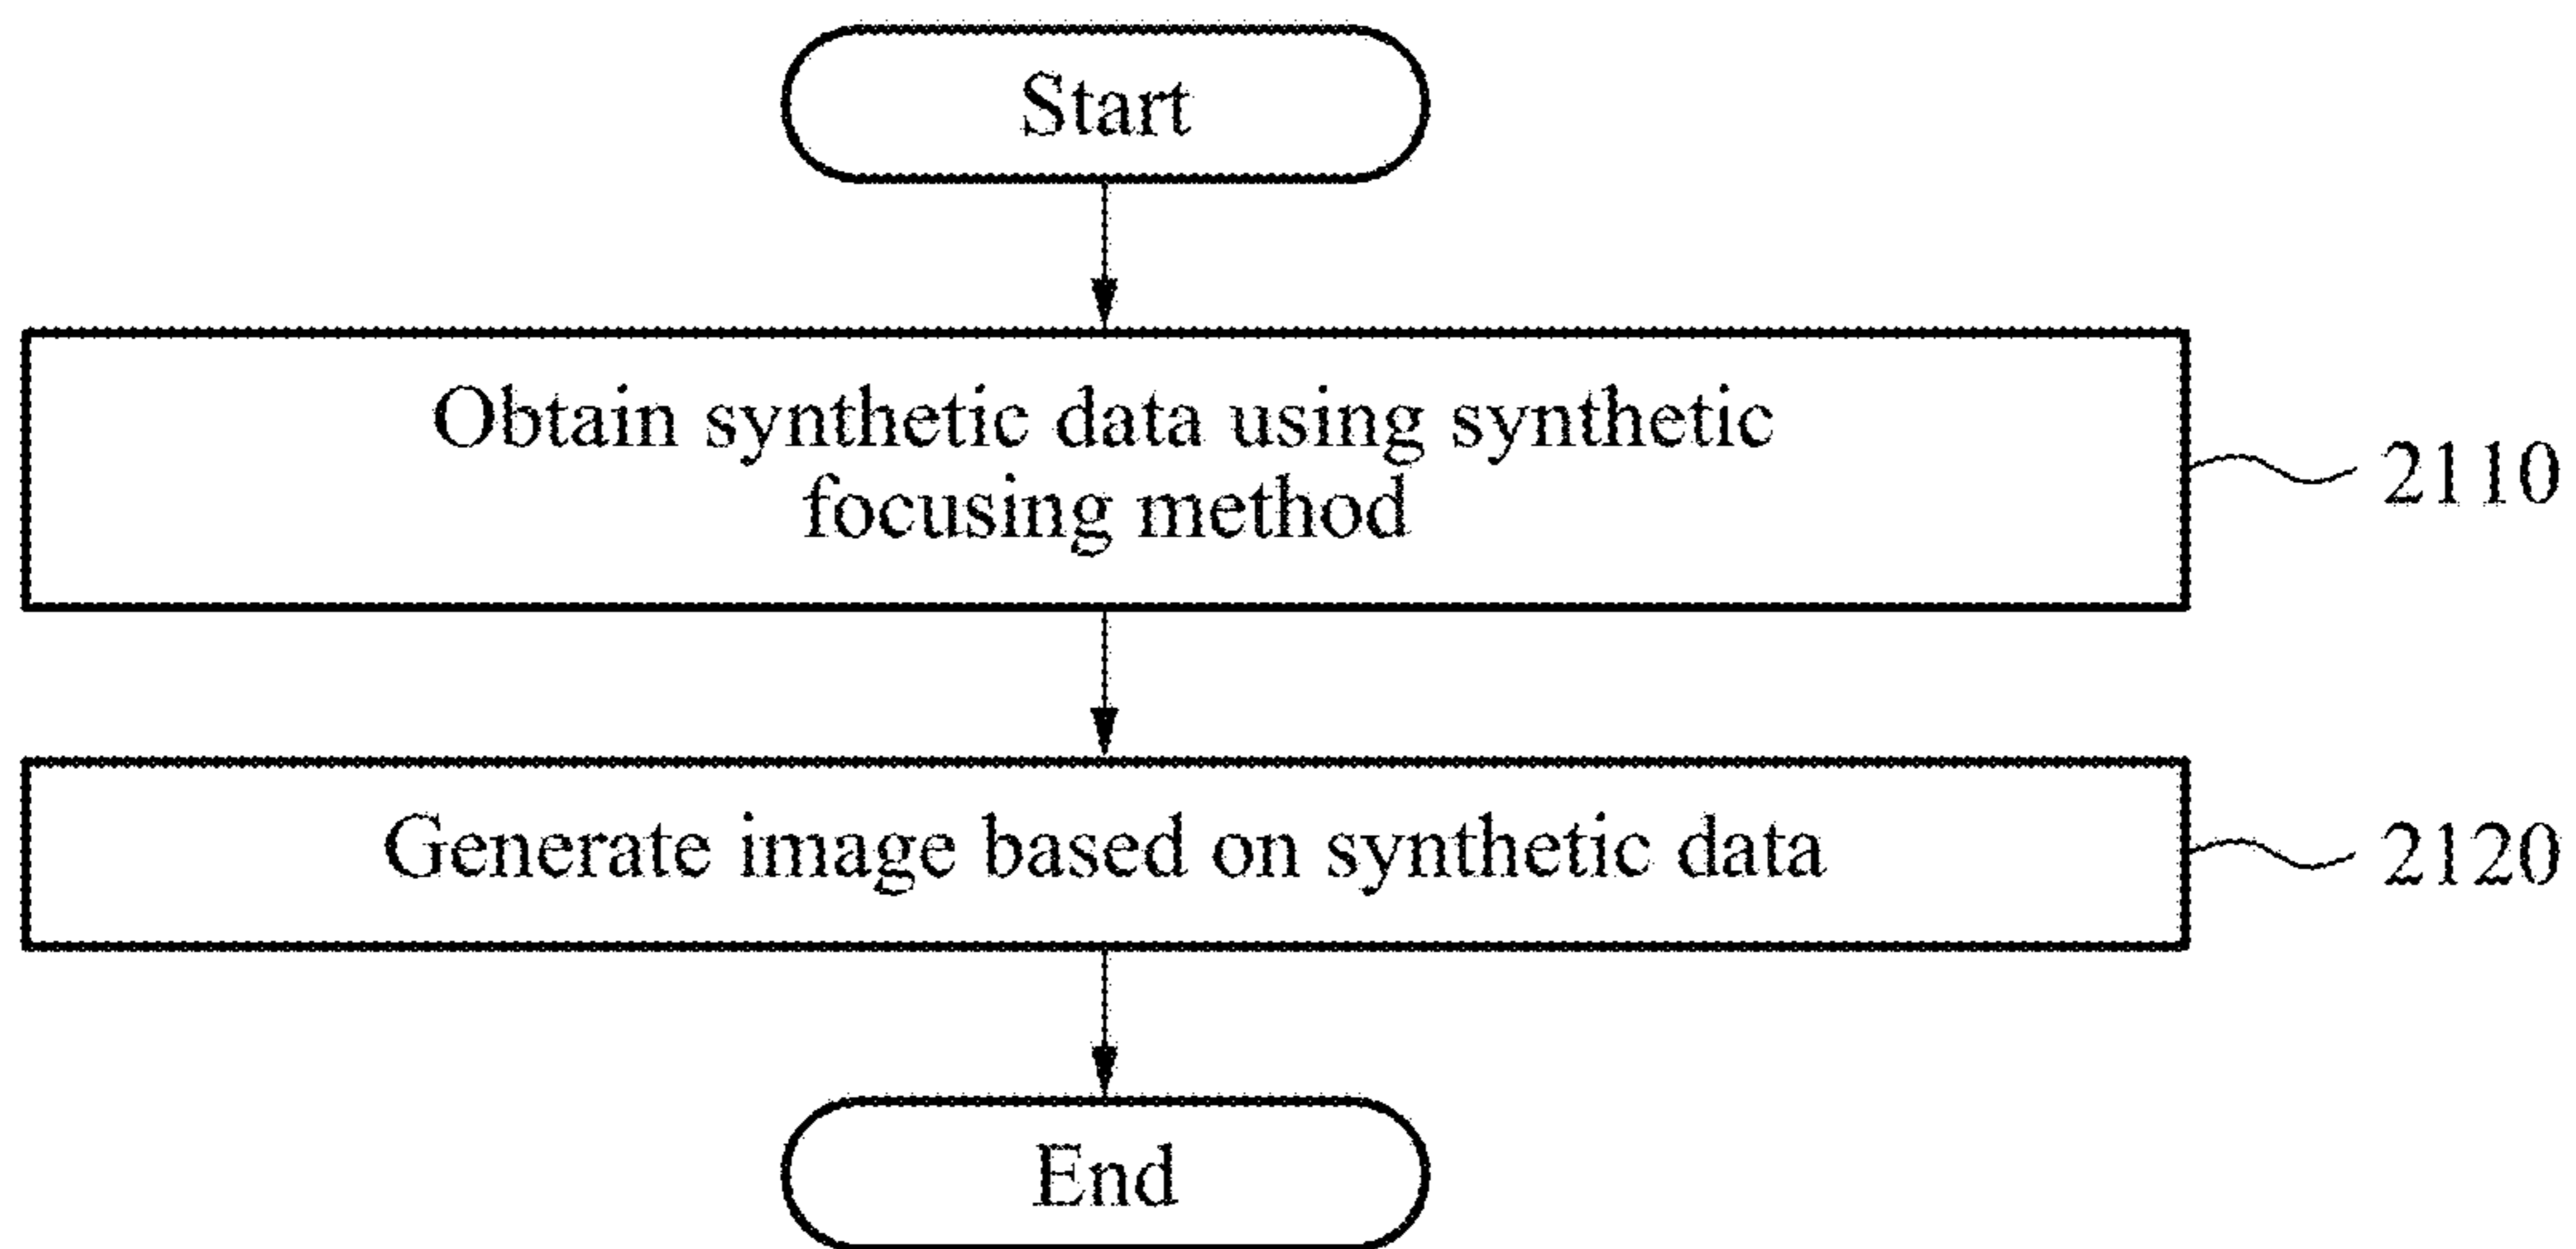 Start
Obtain synthetic data using synthetic
focusing method
2110
Generate image based on synthetic data
2120
End